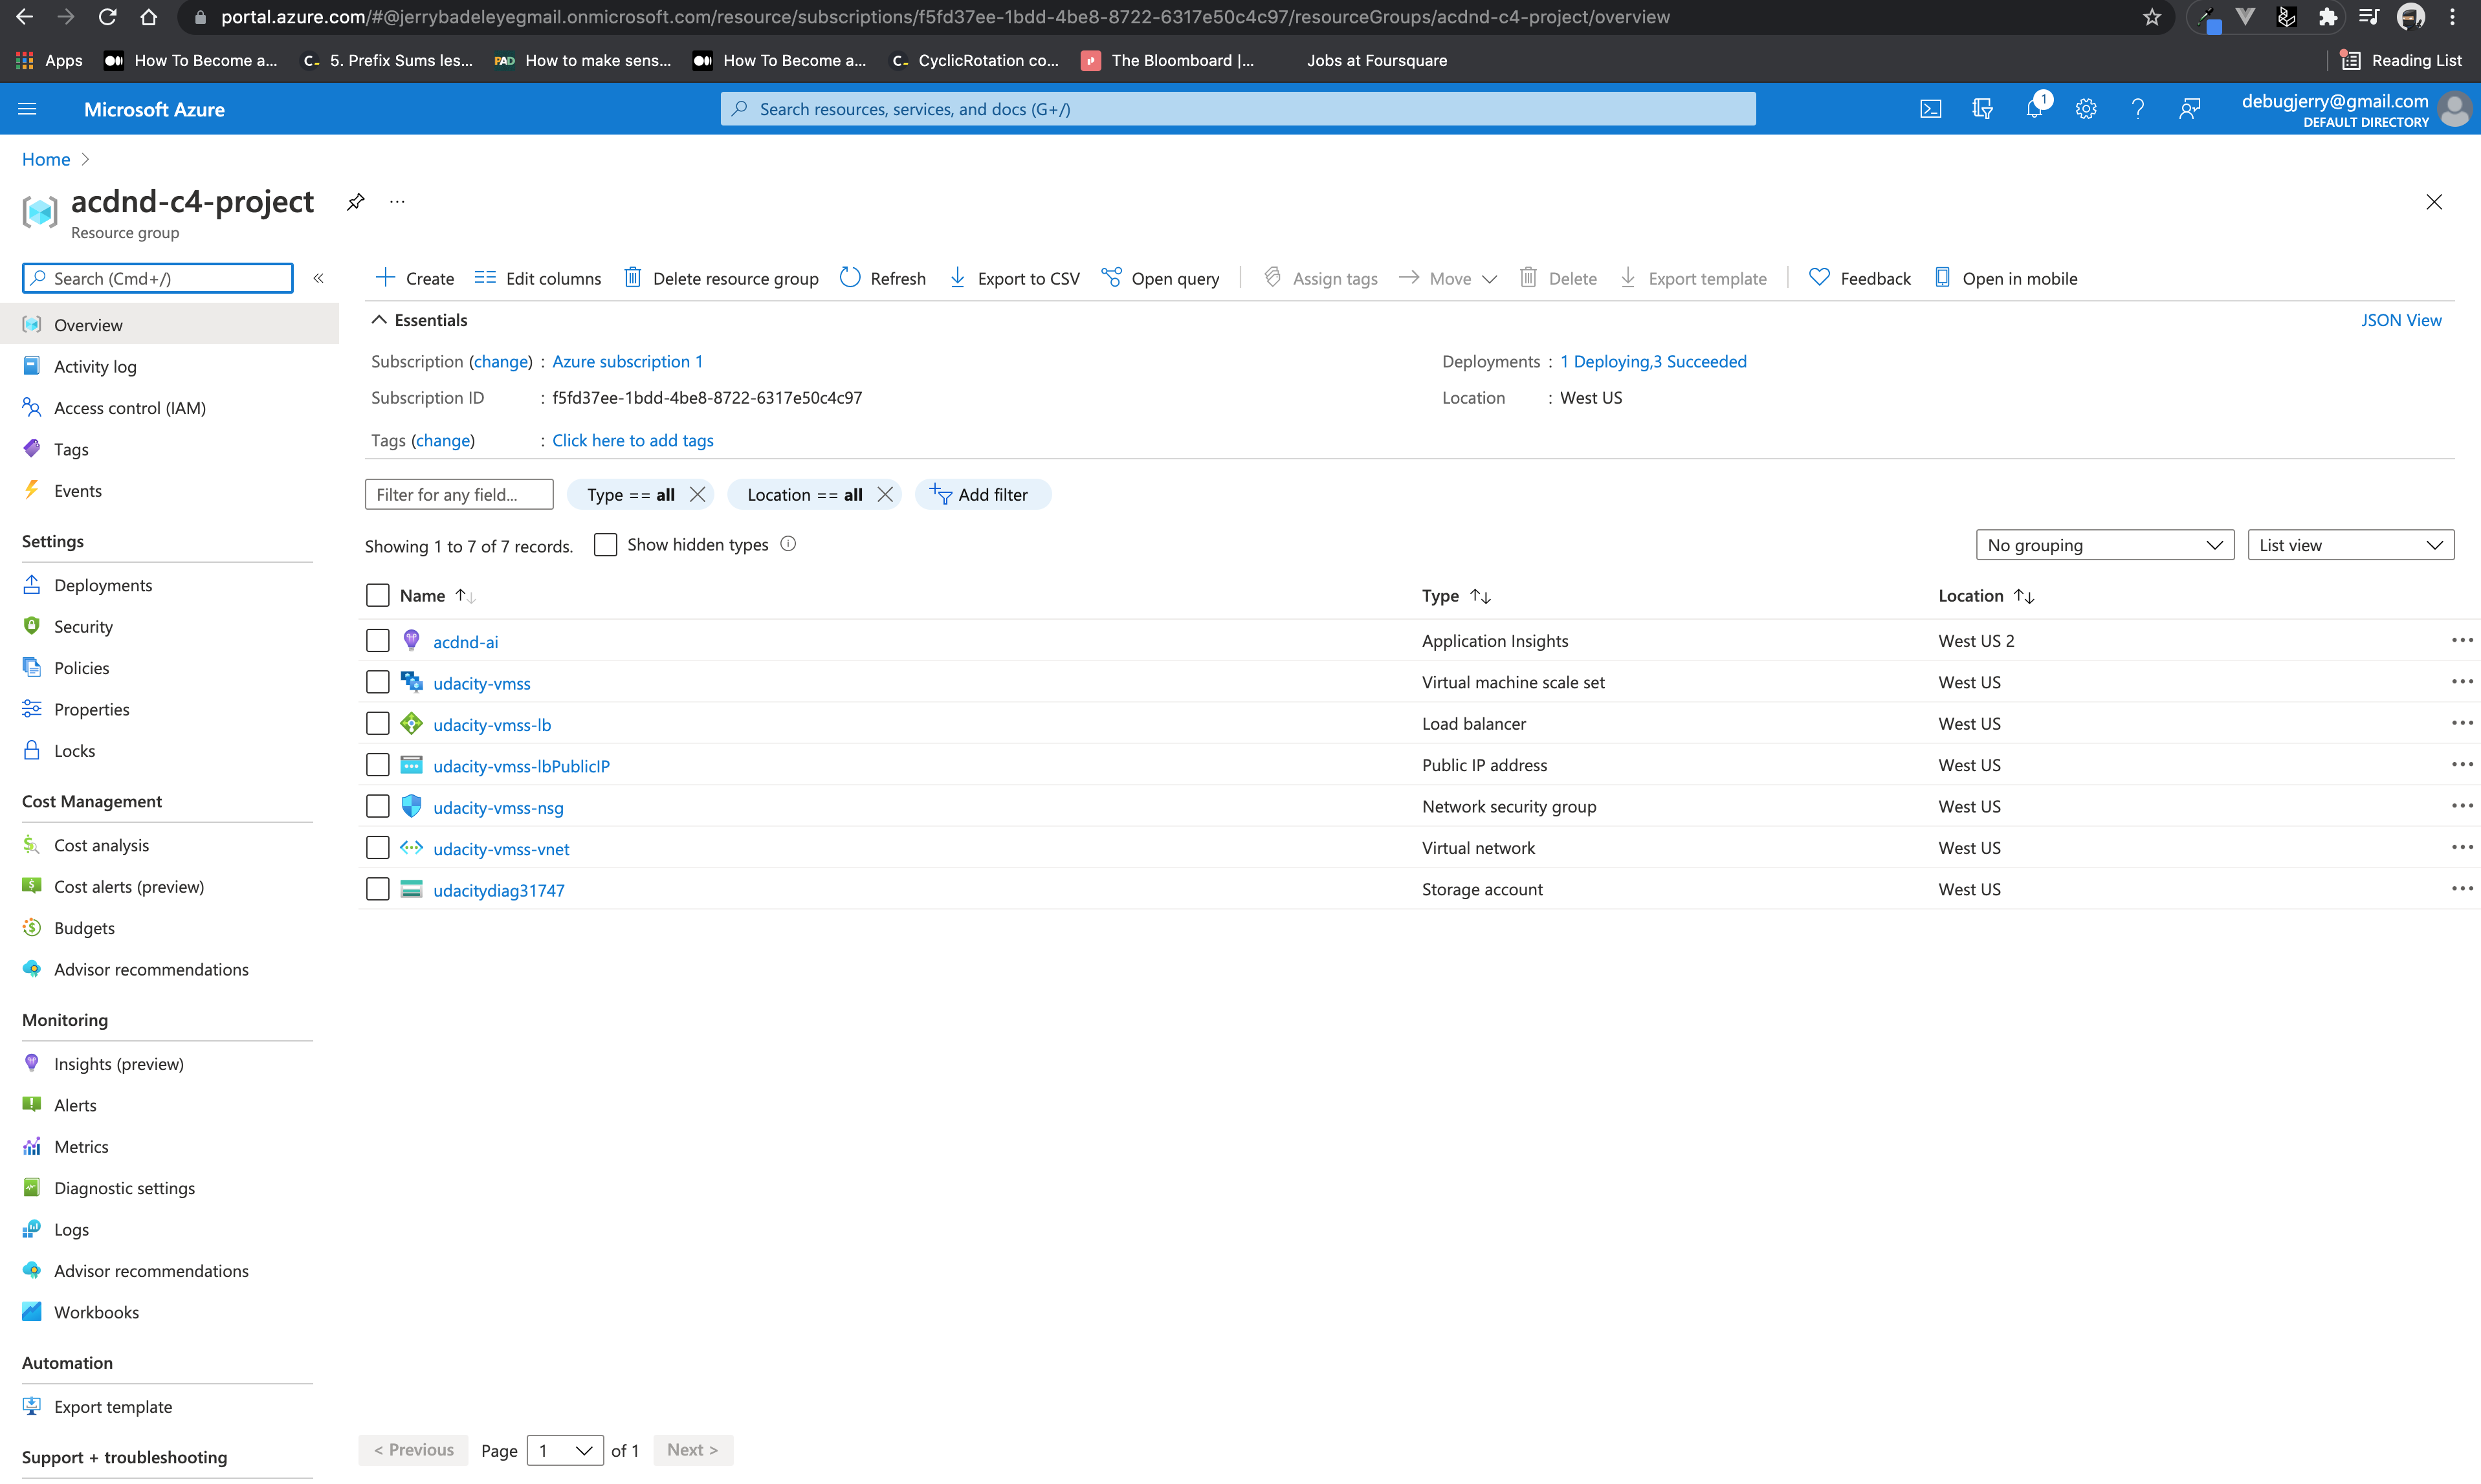 portal.azure.com/#@jerrybadeleyegmail.onmicrosoft.com/resource/subscriptions/f5fd37ee-1bdd-4be8-8722-6317e50c4c97/resourceGroups/acdnd-c4-project/overview
Apps How To Become a... C- 5. Prefix Sums les... PAD How to make sens... How To Become a... C- CyclicRotation co... The Bloomboard |... Jobs at Foursquare Reading List
Microsoft Azure Search resources, services, and docs (G+/) 1 debugjerry@gmail.com
DEFAULT DIRECTORY
Home >
acdnd-c4-project ...
Resource group
Search (Cmd+/) « Create Edit columns Delete resource group Refresh Export to CSV Open query Assign tags Move Delete Export template Feedback Open in mobile
Essentials JSON View
Subscription (change) : Azure subscription 1 Deployments : 1 Deploying,3 Succeeded
Subscription ID : f5fd37ee-1bdd-4be8-8722-6317e50c4c97 Location : West US
Tags (change) : Click here to add tags
Filter for any field... Type == all Location == all Add filter
Showing 1 to 7 of 7 records. Show hidden types No grouping List view
Name Type Location
acdnd-ai Application Insights West US 2
udacity-vmss Virtual machine scale set West US
udacity-vmss-lb Load balancer West US
udacity-vmss-lbPublicIP Public IP address West US
udacity-vmss-nsg Network security group West US
udacity-vmss-vnet Virtual network West US
udacitydiag31747 Storage account West US
Overview
Activity log
Access control (IAM)
Tags
Events
Settings
Deployments
Security
Policies
Properties
Locks
Cost Management
Cost analysis
Cost alerts (preview)
Budgets
Advisor recommendations
Monitoring
Insights (preview)
Alerts
Metrics
Diagnostic settings
Logs
Advisor recommendations
Workbooks
Automation
Export template
Support + troubleshooting
< Previous Page 1 of 1 Next >